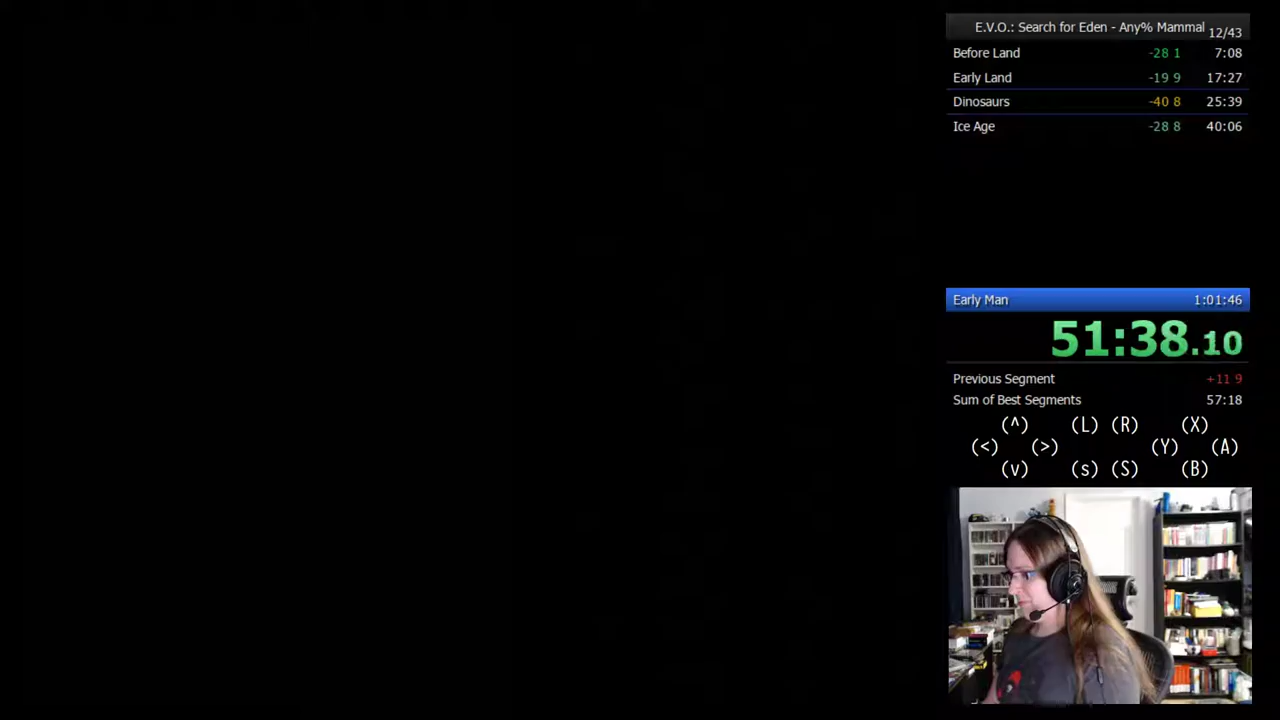 E.V.O.: Search for Eden - Any% Mammal 12/43
Before Land -28 1 7:08
Early Land -19 9 17:27
Dinosaurs -40 8 25:39
Ice Age -28 8 40:06
Early Man 1:01:46
51:38.10
Previous Segment +11 9
Sum of Best Segments 57:18
(^) (L) (R) (X)
(<) (>) (Y) (A)
(v) (s) (S) (B)